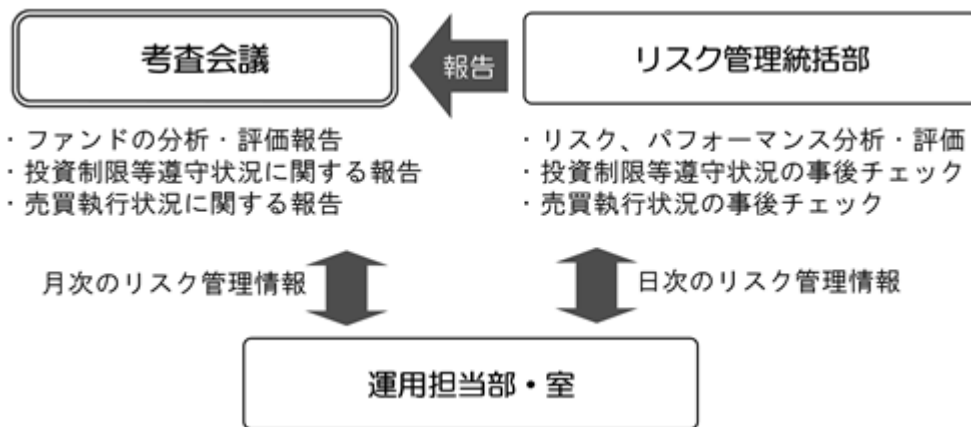 考査会議
報告
リスク管理統括部
・ファンドの分析・評価報告
・投資制限等遵守状況に関する報告
・売買執行状況に関する報告
・リスク、パフォーマンス分析・評価
・投資制限等遵守状況の事後チェック
・売買執行状況の事後チェック
月次のリスク管理情報
日次のリスク管理情報
運用担当部・室